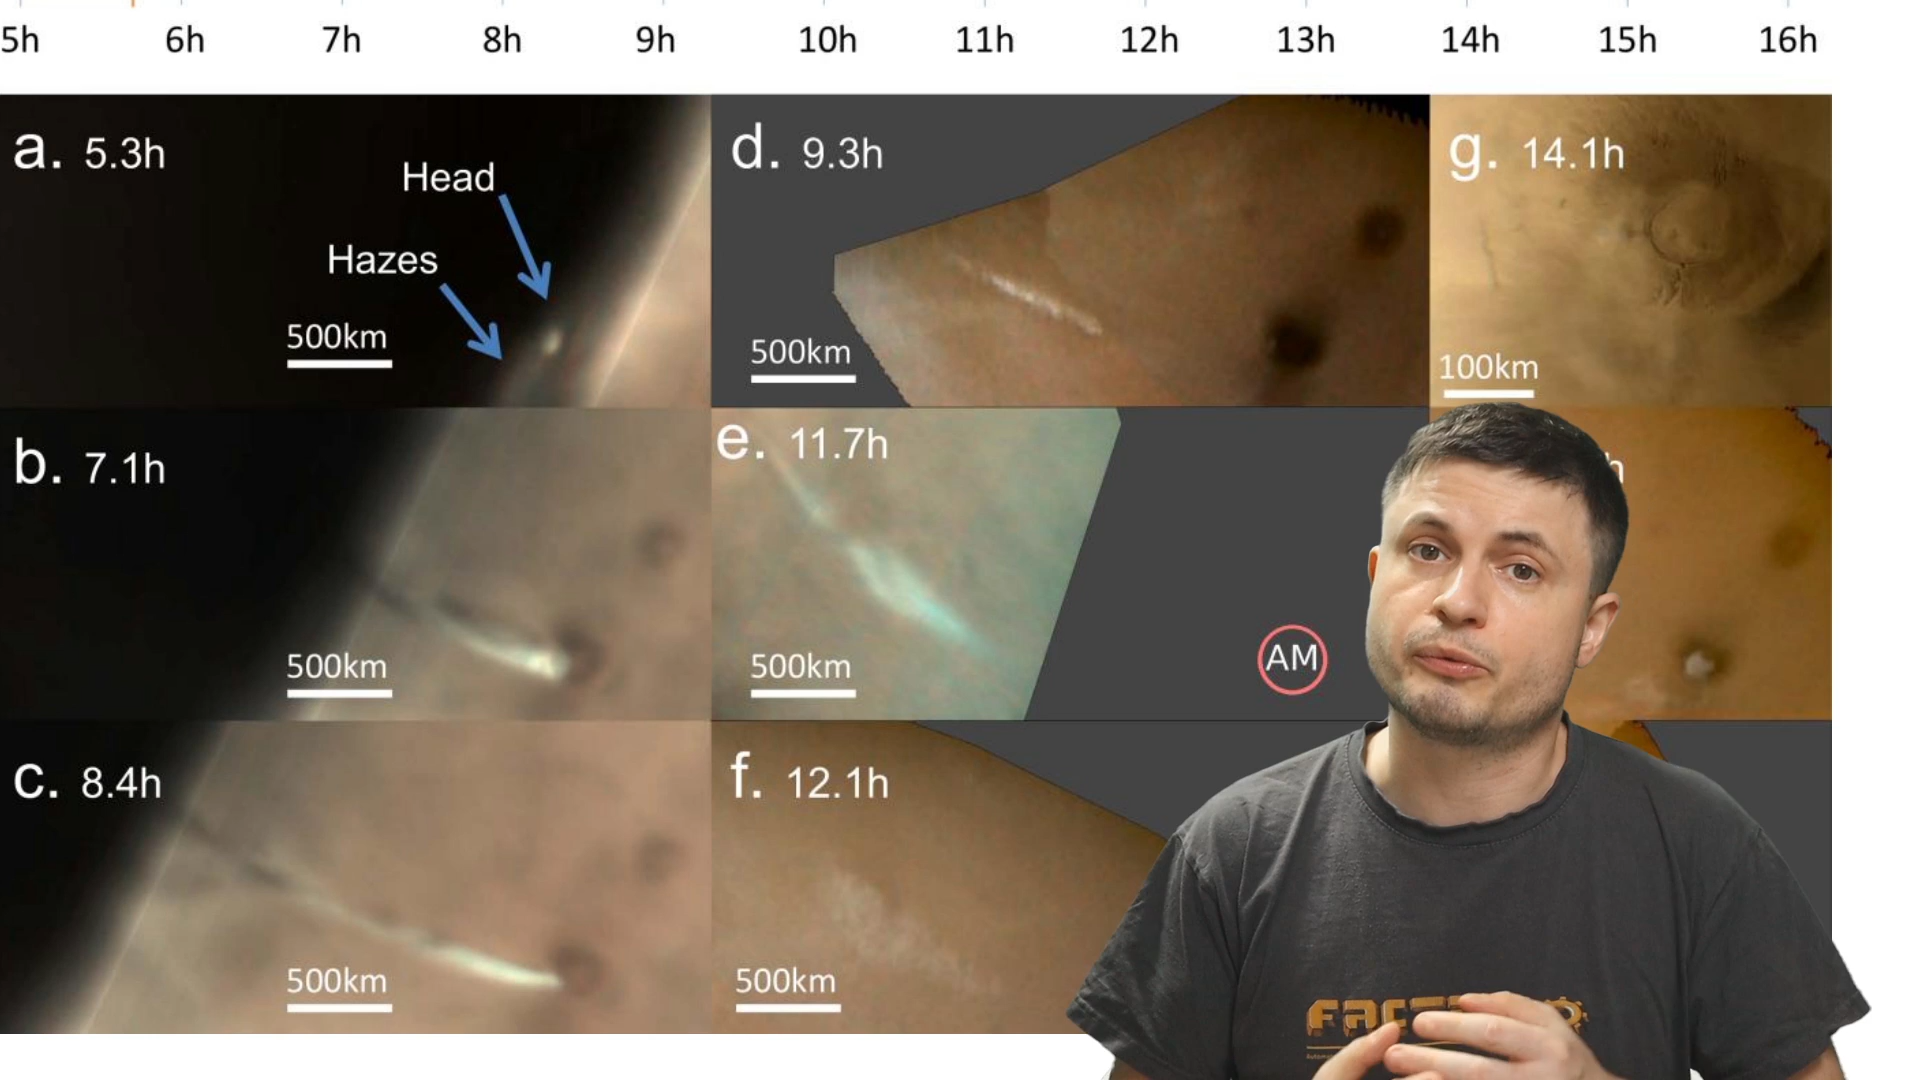 5h 6h 7h 8h 9h 10h 11h 12h 13h 14h 15h 16h
a. 5.3h
Head
Hazes
500km
b. 7.1h
500km
c. 8.4h
500km
d. 9.3h
500km
e. 11.7h
500km
AM
f. 12.1h
500km
g. 14.1h
100km
h